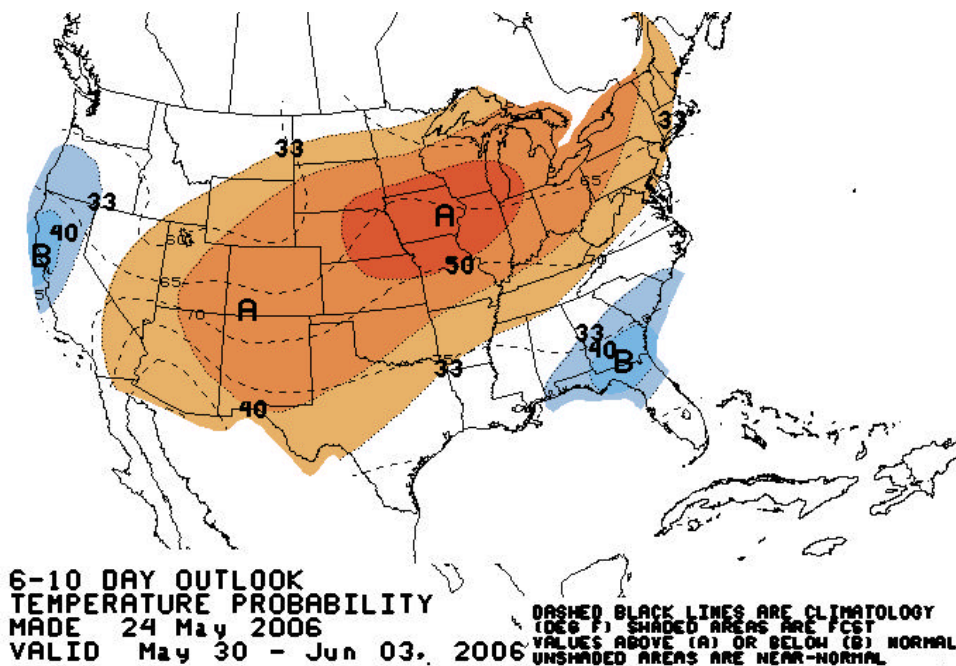 33
33
33
65
A
40
60
B
50
70
65
A
70
33
40
B
33
40
6-10 DAY OUTLOOK
TEMPERATURE PROBABILITY
MADE 24 May 2006
VALID May 30 - Jun 03, 2006
DASHED BLACK LINES ARE CLIMATOLOGY
(DEG F) SHADED AREAS ARE FCST
VALUES ABOVE (A) OR BELOW (B) NORMAL
UNSHADED AREAS ARE NEAR-NORMAL